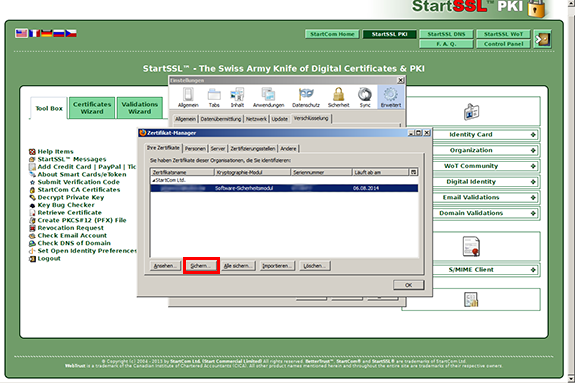 StartSSL™ PKI
StartCom Home
StartSSL PKI
StartSSL DNS
StartSSL WoT
F. A. Q.
Control Panel
StartSSL™ - The Swiss Army Knife of Digital Certificates & PKI
Tool Box
Certificates Wizard
Validations Wizard
Help Items
StartSSL™ Messages
Add Credit Card | PayPal | Tic
About Smart Cards/eToken
Submit Verification Code
StartCom CA Certificates
Decrypt Private Key
Key Bug Checker
Retrieve Certificate
Create PKCS#12 (PFX) File
Revocation Request
Check Email Account
Check DNS of Domain
Set Open Identity Preferences
Logout
Einstellungen
Allgemein
Tabs
Inhalt
Anwendungen
Datenschutz
Sicherheit
Sync
Erweitert
Allgemein
Datenübermittlung
Netzwerk
Update
Verschlüsselung
Zertifikat-Manager
Ihre Zertifikate
Personen
Server
Zertifizierungsstellen
Andere
Sie haben Zertifikate dieser Organisationen, die Sie identifizieren:
Zertifikatsname
Kryptographie-Modul
Seriennummer
Läuft ab am
StartCom Ltd.
Software-Sicherheitsmodul
06.08.2014
Ansehen...
Sichern...
Alle sichern...
Importieren...
Löschen...
OK
Identity Card
Organization
WoT Community
Digital Identity
Email Validations
Domain Validations
S/MIME Client
Copyright (c) 2004 - 2013 by StartCom Ltd. (Start Commercial Limited) All rights reserved. BetterTrust™, StartCom® and StartSSL® are trademarks of StartCom Ltd.
WebTrust is a trademark of the Canadian Institute of Chartered Accountants (CICA). All other product names mentioned herein and throughout the entire site are trademarks of their respective owners.